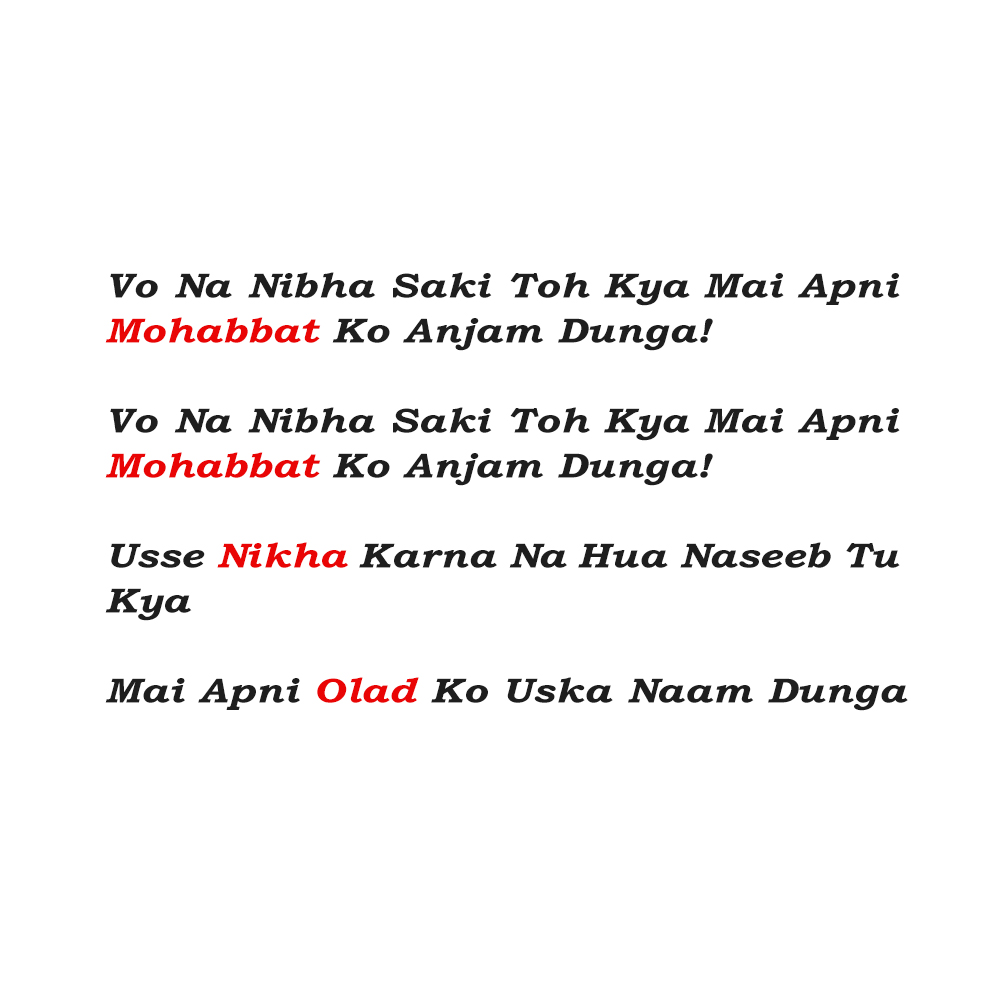 Vo Na Nibha Saki Toh Kya Mai Apni
Mohabbat Ko Anjam Dunga!
Vo Na Nibha Saki Toh Kya Mai Apni
Mohabbat Ko Anjam Dunga!
Usse Nikha Karna Na Hua Naseeb Tu
Kya
Mai Apni Olad Ko Uska Naam Dunga